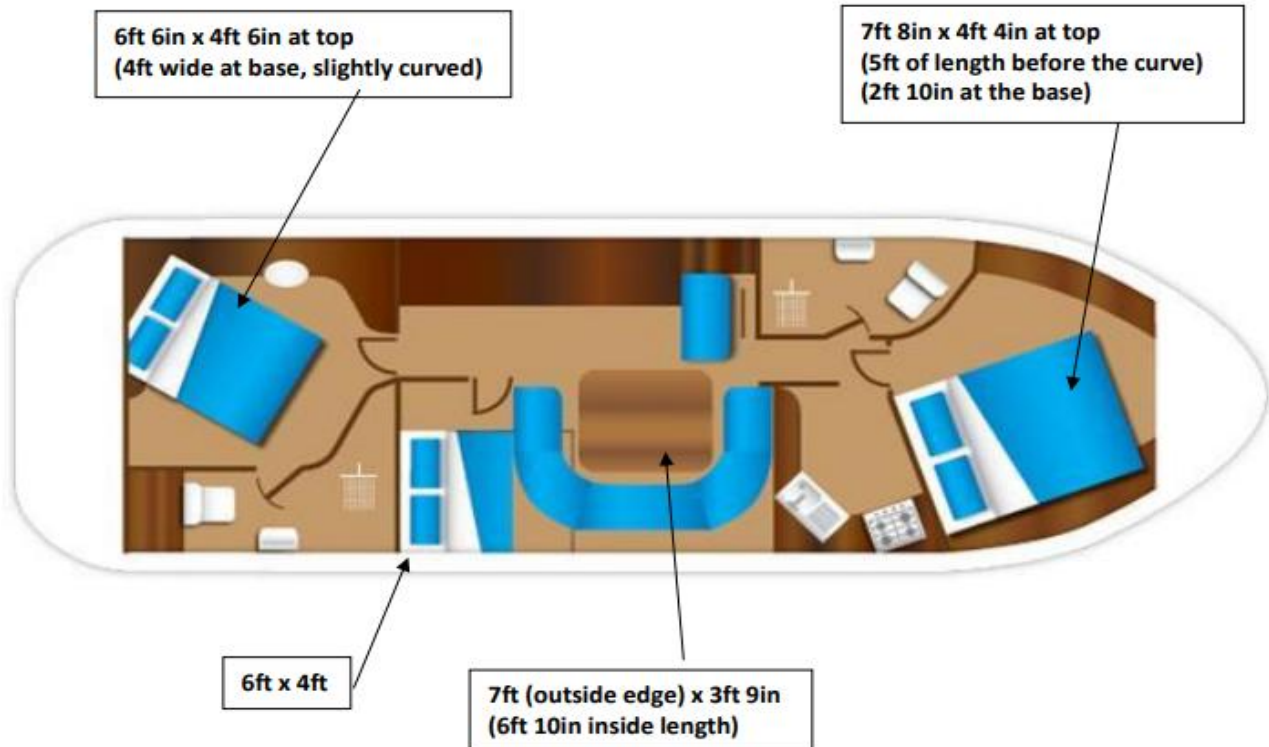 6ft 6in x 4ft 6in at top
(4ft wide at base, slightly curved)
7ft 8in x 4ft 4in at top
(5ft of length before the curve)
(2ft 10in at the base)
6ft x 4ft
7ft (outside edge) x 3ft 9in
(6ft 10in inside length)